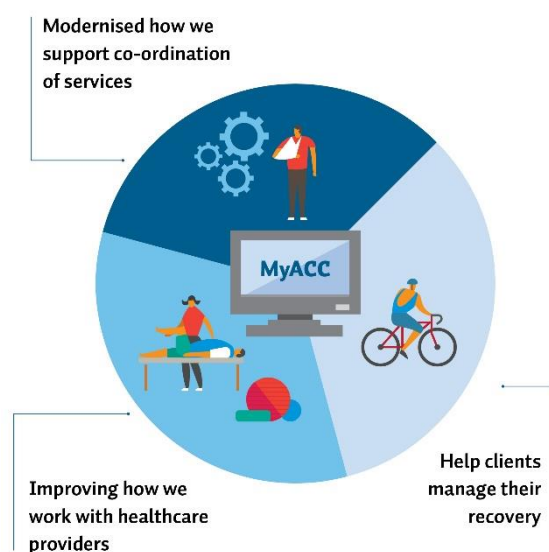 Modernised how we
support co-ordination
of services
MyACC
Help clients
manage their
recovery
Improving how we
work with healthcare
providers